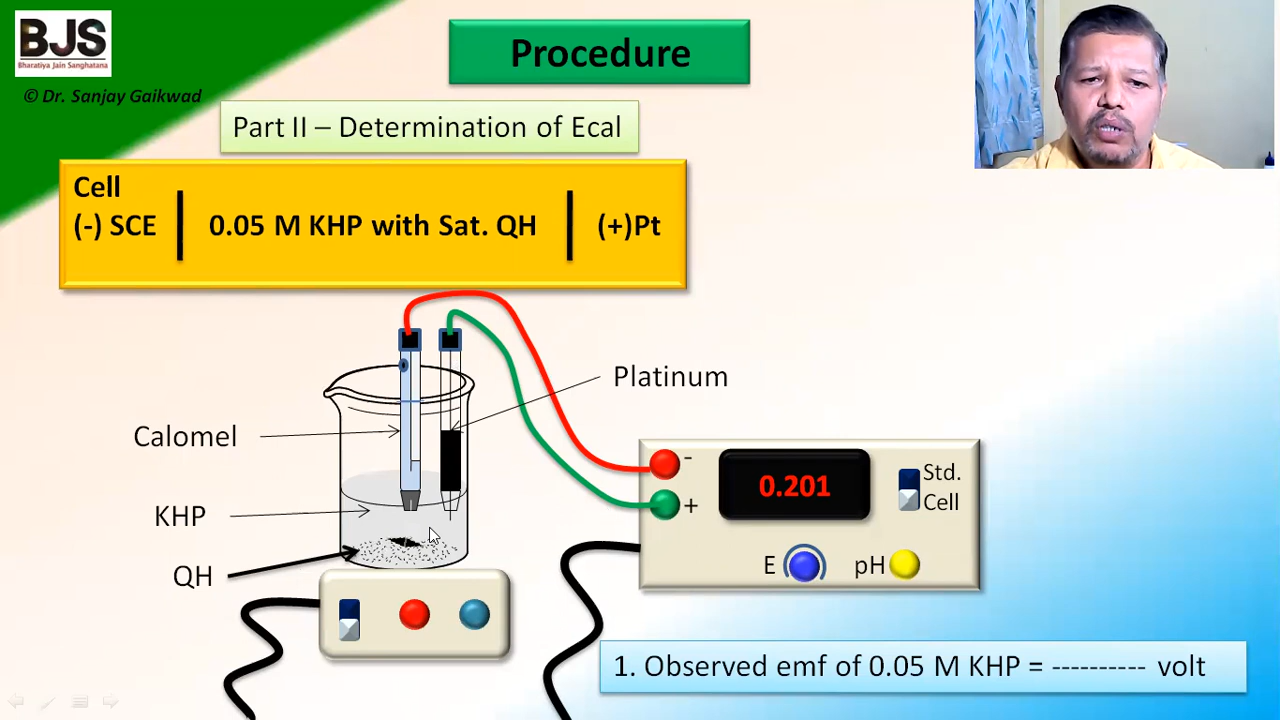 BJS
Bharatiya Jain Sanghatana
© Dr. Sanjay Gaikwad
Procedure
Part II – Determination of Ecal
Cell
(-) SCE | 0.05 M KHP with Sat. QH | (+)Pt
Platinum
Calomel
KHP
QH
-
+
0.201
Std.
Cell
E
pH
1. Observed emf of 0.05 M KHP = ---------- volt